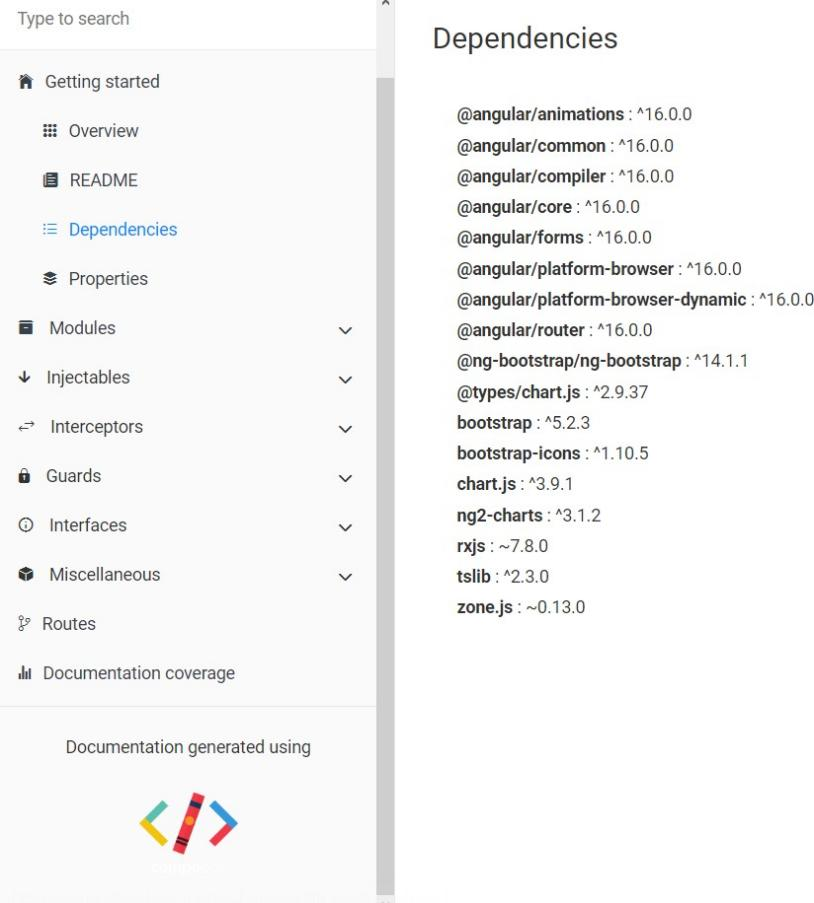 Type to search
Getting started
Overview
README
Dependencies
Properties
Modules
Injectables
Interceptors
Guards
Interfaces
Miscellaneous
Routes
Documentation coverage
Documentation generated using
Dependencies
@angular/animations : ^16.0.0
@angular/common : ^16.0.0
@angular/compiler : ^16.0.0
@angular/core : ^16.0.0
@angular/forms : ^16.0.0
@angular/platform-browser : ^16.0.0
@angular/platform-browser-dynamic : ^16.0.0
@angular/router : ^16.0.0
@ng-bootstrap/ng-bootstrap : ^14.1.1
@types/chart.js : ^2.9.37
bootstrap : ^5.2.3
bootstrap-icons : ^1.10.5
chart.js : ^3.9.1
ng2-charts : ^3.1.2
rxjs : ~7.8.0
tslib : ^2.3.0
zone.js : ~0.13.0